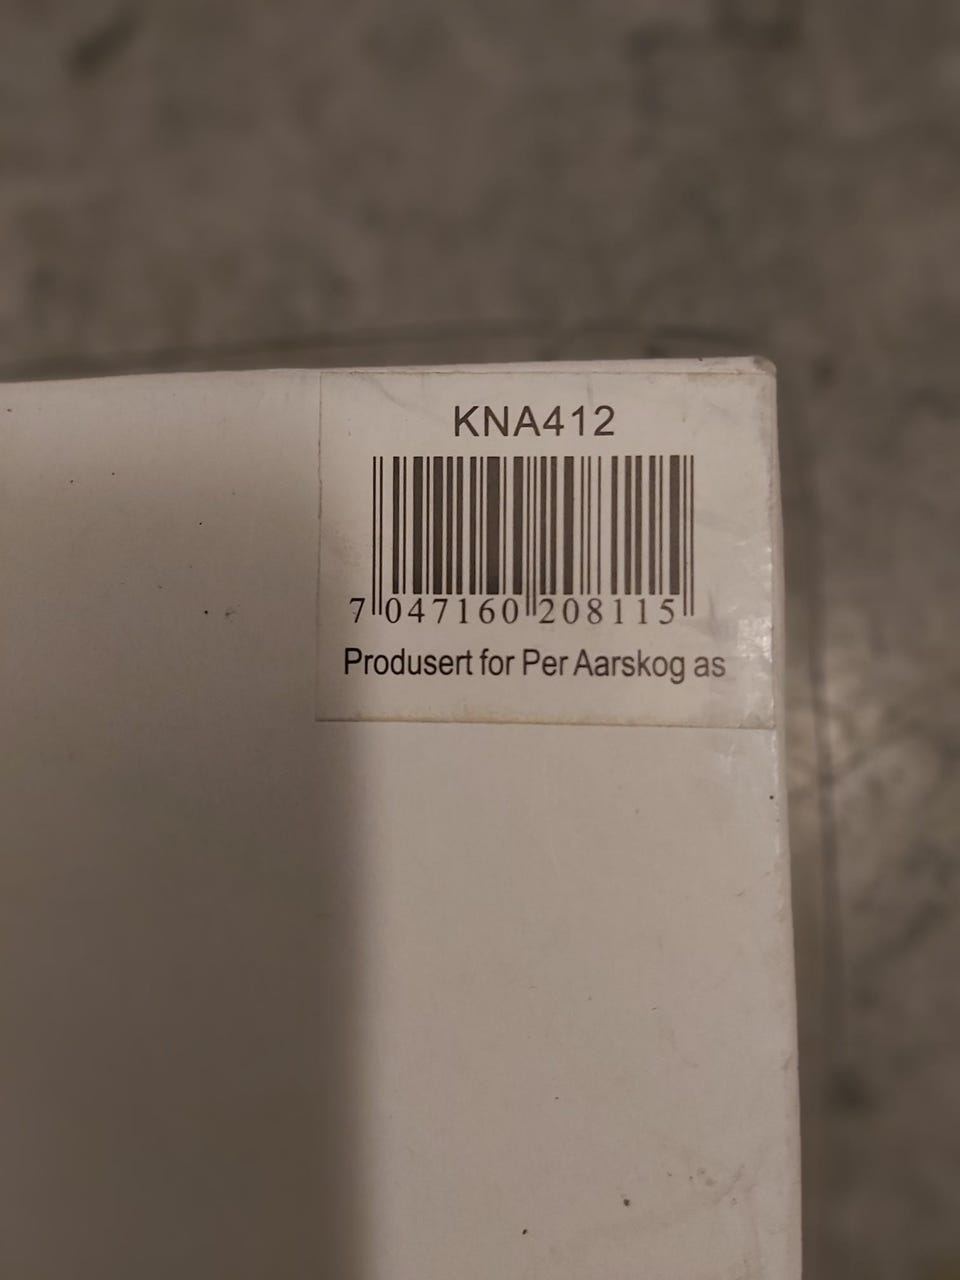 KNA412
7 047160 208115
Produsert for Per Aarskog as